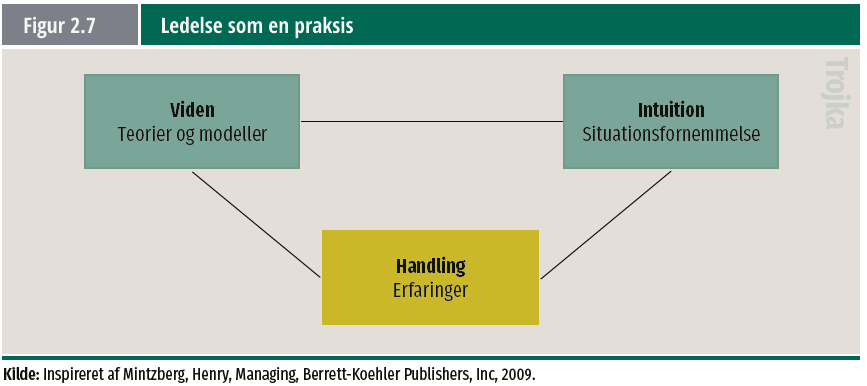 Figur 2.7
Ledelse som en praksis
Trojka
Viden
Teorier og modeller
Intuition
Situationsfornemmelse
Handling
Erfaringer
Kilde: Inspireret af Mintzberg, Henry, Managing, Berrett-Koehler Publishers, Inc, 2009.